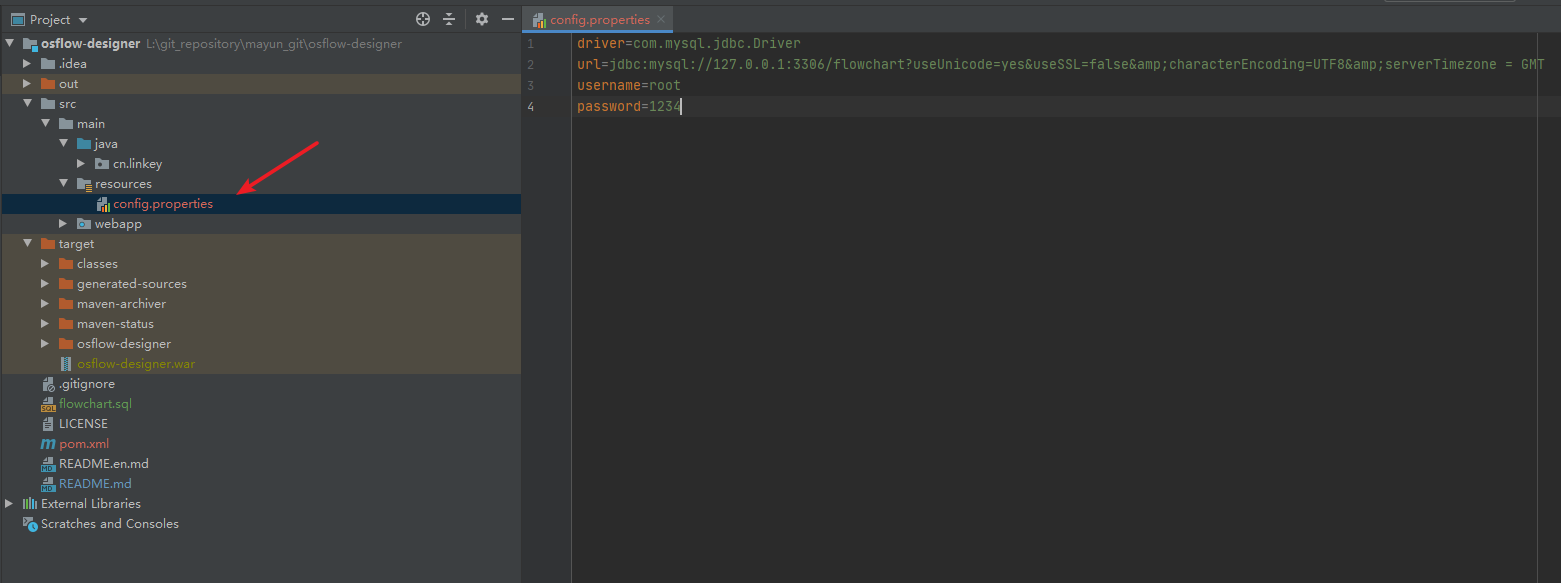 Project
config.properties
osflow-designer L:\git_repository\mayun_git\osflow-designer
.idea
out
src
main
java
cn.linkey
resources
config.properties
webapp
target
classes
generated-sources
maven-archiver
maven-status
osflow-designer
osflow-designer.war
.gitignore
flowchart.sql
LICENSE
pom.xml
README.en.md
README.md
External Libraries
Scratches and Consoles
1 driver=com.mysql.jdbc.Driver
2 url=jdbc:mysql://127.0.0.1:3306/flowchart?useUnicode=yes&useSSL=false&amp;characterEncoding=UTF8&amp;serverTimezone = GMT
3 username=root
4 password=1234